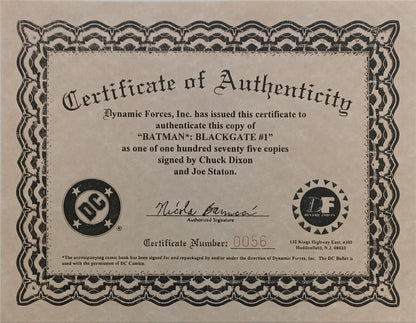 Certificate of Authenticity
Dynamic Forces, Inc. has issued this certificate to
authenticate this copy of
“BATMAN*: BLACKGATE #1”
as one of one hundred seventy five copies
signed by Chuck Dixon
and Joe Staton.
DC
DF
DYNAMIC FORCES
Authorized Signature
Certificate Number: 0056
132 Kings Highway East, #200
Haddonfield, N.J. 08033
*The accompanying comic book has been signed for and repackaged by and/or under the direction of Dynamic Forces, Inc. The DC Bullet is
used with the permission of DC Comics.